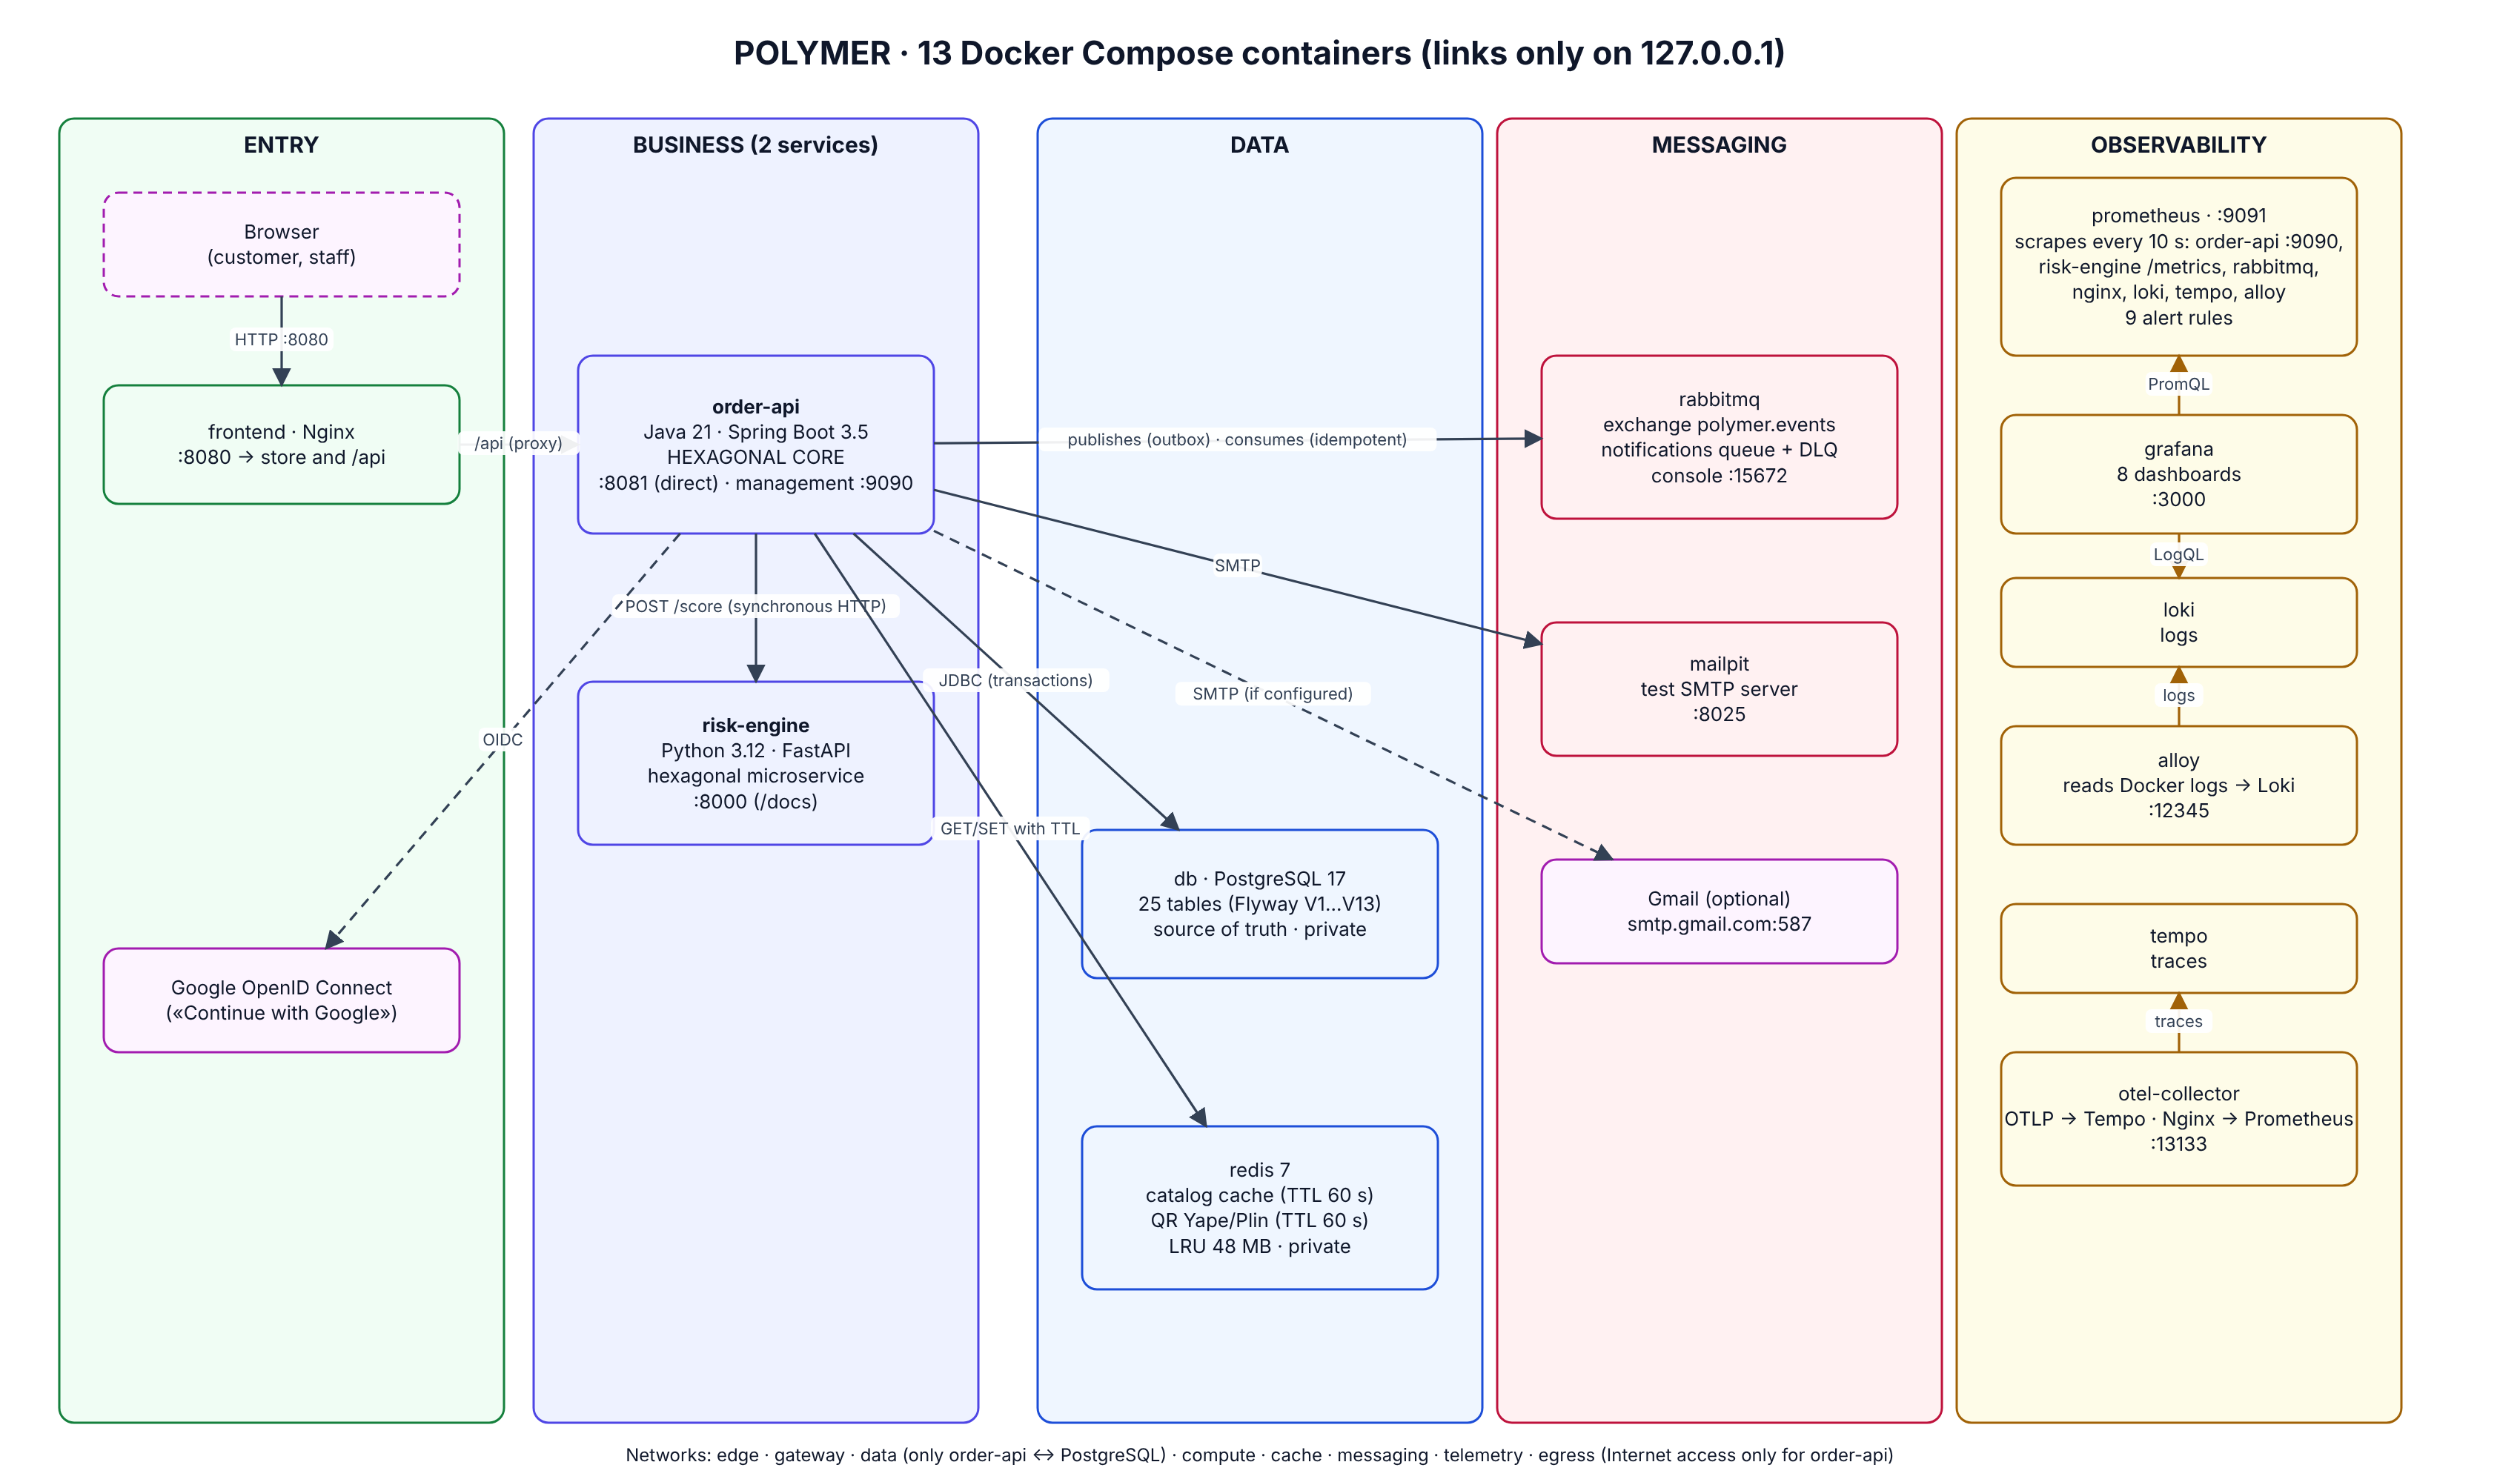 POLYMER · 13 Docker Compose containers (links only on 127.0.0.1)
ENTRY
Browser
(customer, staff)
HTTP :8080
frontend · Nginx
:8080 → store and /api
/api (proxy)
OIDC
Google OpenID Connect
(«Continue with Google»)
BUSINESS (2 services)
order-api
Java 21 · Spring Boot 3.5
HEXAGONAL CORE
:8081 (direct) · management :9090
POST /score (synchronous HTTP)
risk-engine
Python 3.12 · FastAPI
hexagonal microservice
:8000 (/docs)
DATA
publishes (outbox) · consumes (idempotent)
SMTP
JDBC (transactions)
SMTP (if configured)
GET/SET with TTL
db · PostgreSQL 17
25 tables (Flyway V1…V13)
source of truth · private
redis 7
catalog cache (TTL 60 s)
QR Yape/Plin (TTL 60 s)
LRU 48 MB · private
MESSAGING
rabbitmq
exchange polymer.events
notifications queue + DLQ
console :15672
mailpit
test SMTP server
:8025
Gmail (optional)
smtp.gmail.com:587
OBSERVABILITY
prometheus · :9091
scrapes every 10 s: order-api :9090,
risk-engine /metrics, rabbitmq,
nginx, loki, tempo, alloy
9 alert rules
PromQL
grafana
8 dashboards
:3000
LogQL
loki
logs
logs
alloy
reads Docker logs → Loki
:12345
tempo
traces
traces
otel-collector
OTLP → Tempo · Nginx → Prometheus
:13133
Networks: edge · gateway · data (only order-api ↔ PostgreSQL) · compute · cache · messaging · telemetry · egress (Internet access only for order-api)